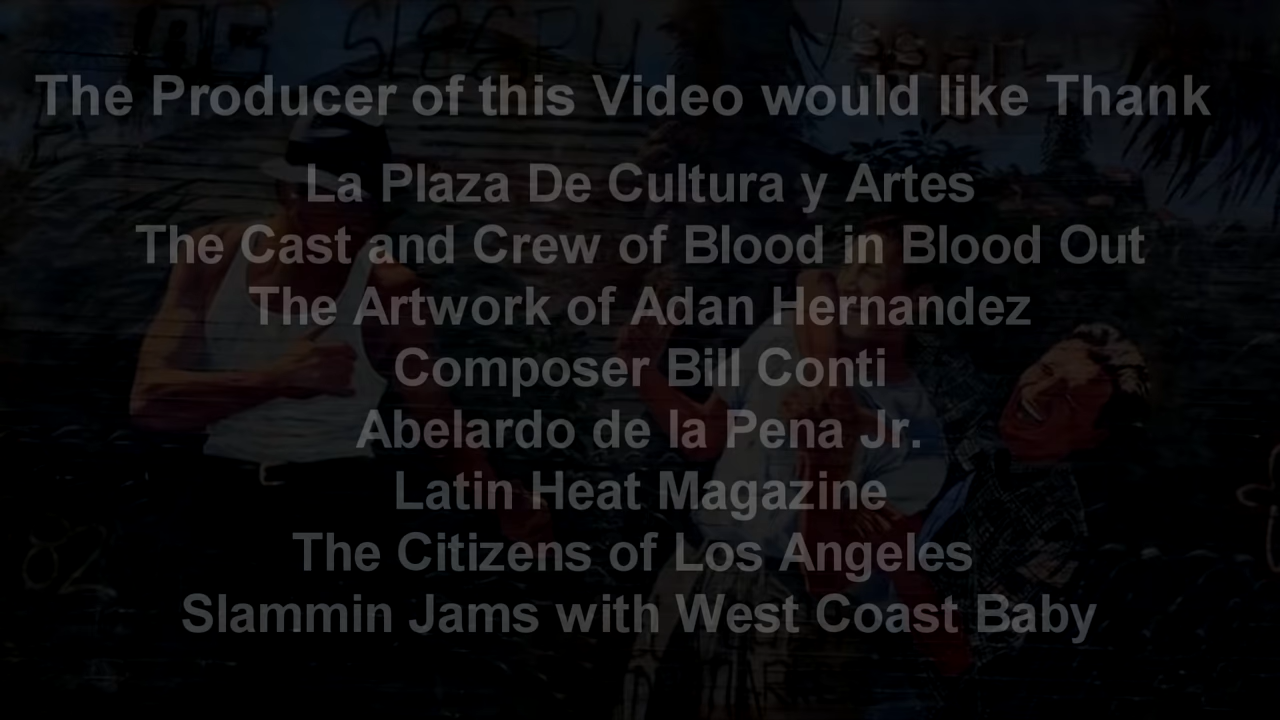 The Producer of this Video would like Thank
La Plaza De Cultura y Artes
The Cast and Crew of Blood in Blood Out
The Artwork of Adan Hernandez
Composer Bill Conti
Abelardo de la Pena Jr.
Latin Heat Magazine
The Citizens of Los Angeles
Slammin Jams with West Coast Baby